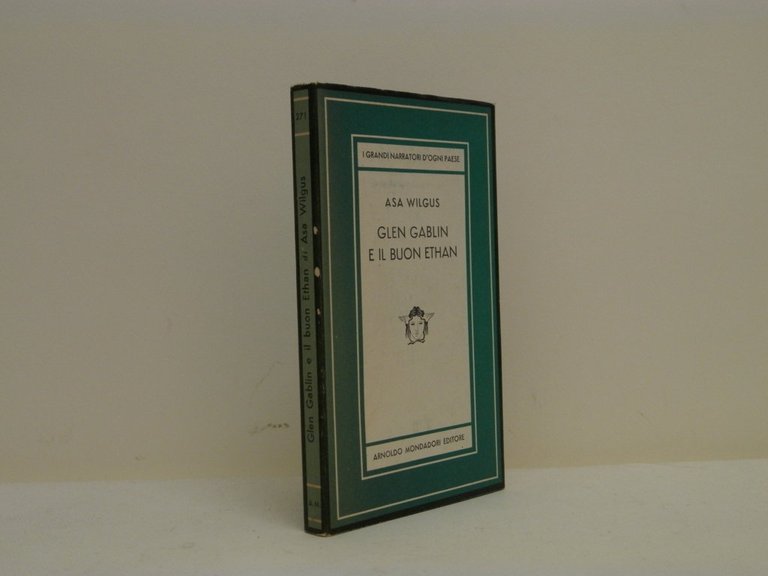 271
Glen Gablin e il buon Ethan di Asa Wilgus
A. M.
I GRANDI NARRATORI D'OGNI PAESE
ASA WILGUS
GLEN GABLIN
E IL BUON ETHAN
ARNOLDO MONDADORI EDITORE